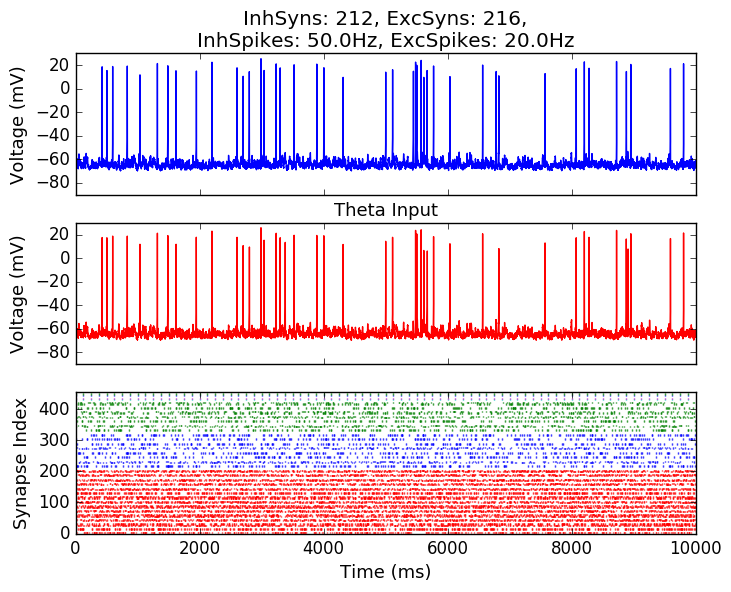 InhSyns: 212, ExcSyns: 216,
InhSpikes: 50.0Hz, ExcSpikes: 20.0Hz
20
0
−20
−40
−60
−80
Voltage (mV)
Theta Input
20
0
−20
−40
−60
−80
Voltage (mV)
400
300
200
100
0
Synapse Index
0 2000 4000 6000 8000 10000
Time (ms)